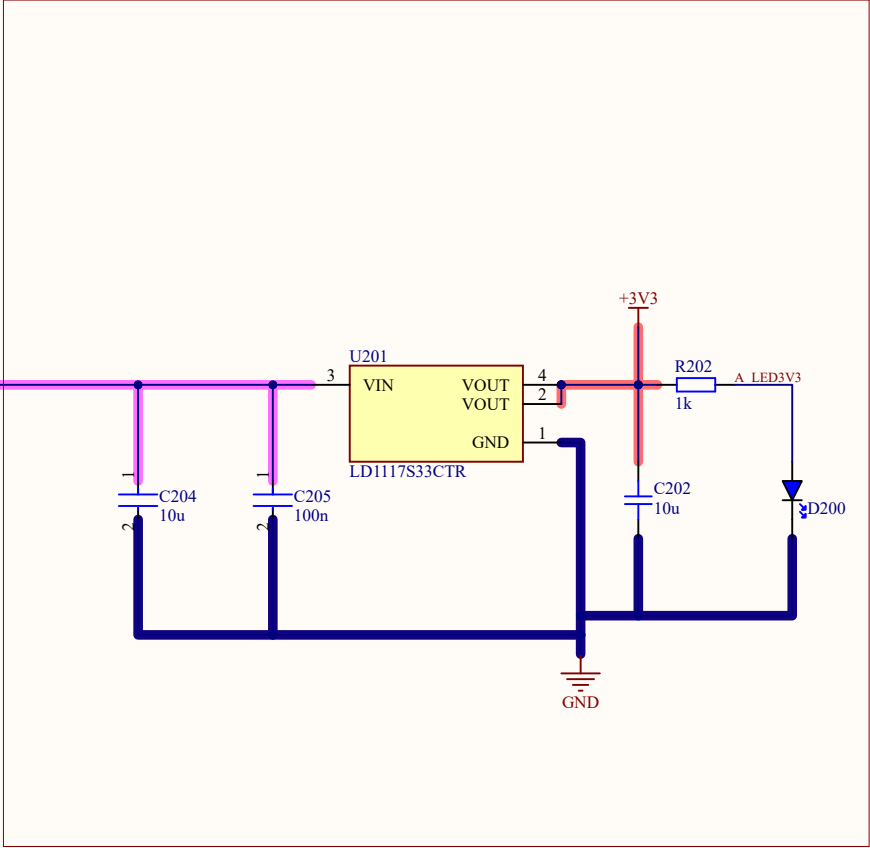 +3V3
U201
3
VIN
VOUT
4
VOUT
2
GND
1
LD1117S33CTR
R202
1k
A_LED3V3
1
C204
10u
2
1
C205
100n
2
C202
10u
D200
GND